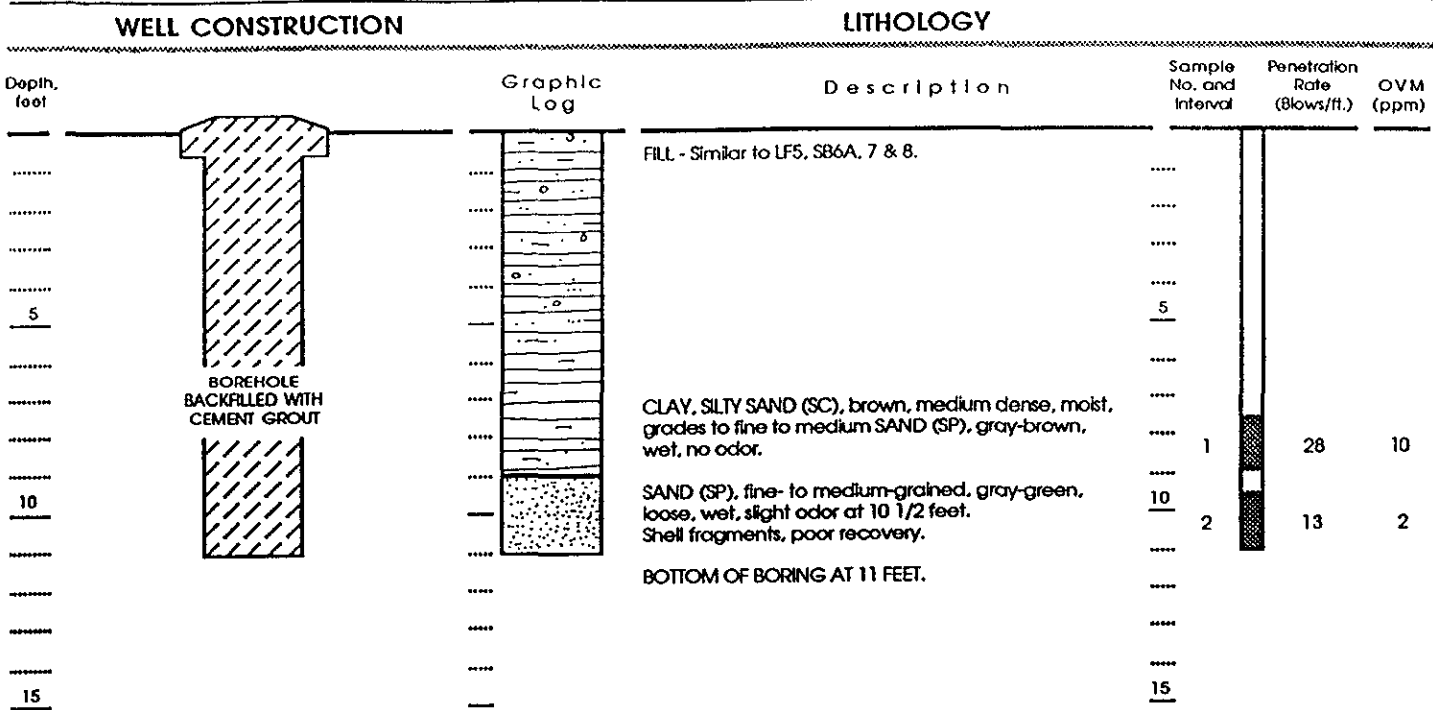 WELL CONSTRUCTION
LITHOLOGY
Depth,
feet
Graphic
Log
Description
Sample
No. and
Interval
Penetration
Rate
(Blows/ft.)
OVM
(ppm)
FILL - Similar to LF5, SB6A, 7 & 8.
5
5
BOREHOLE
BACKFILLED WITH
CEMENT GROUT
CLAY, SILTY SAND (SC), brown, medium dense, moist,
grades to fine to medium SAND (SP), gray-brown,
wet, no odor.
1 28 10
SAND (SP), fine- to medium-grained, gray-green,
loose, wet, slight odor at 10 1/2 feet.
Shell fragments, poor recovery.
10
10
2 13 2
BOTTOM OF BORING AT 11 FEET.
15
15